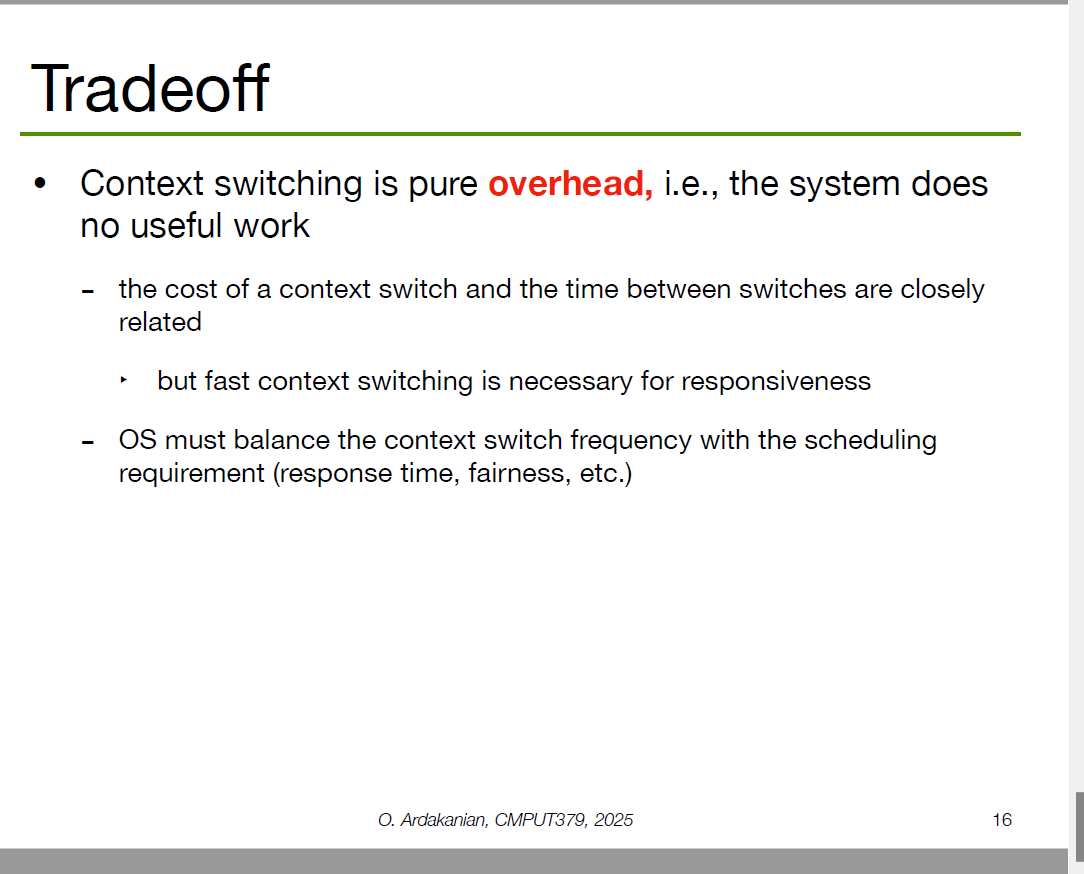 Tradeoff
• Context switching is pure overhead, i.e., the system does
no useful work
– the cost of a context switch and the time between switches are closely
related
‣ but fast context switching is necessary for responsiveness
– OS must balance the context switch frequency with the scheduling
requirement (response time, fairness, etc.)
O. Ardakanian, CMPUT379, 2025
16